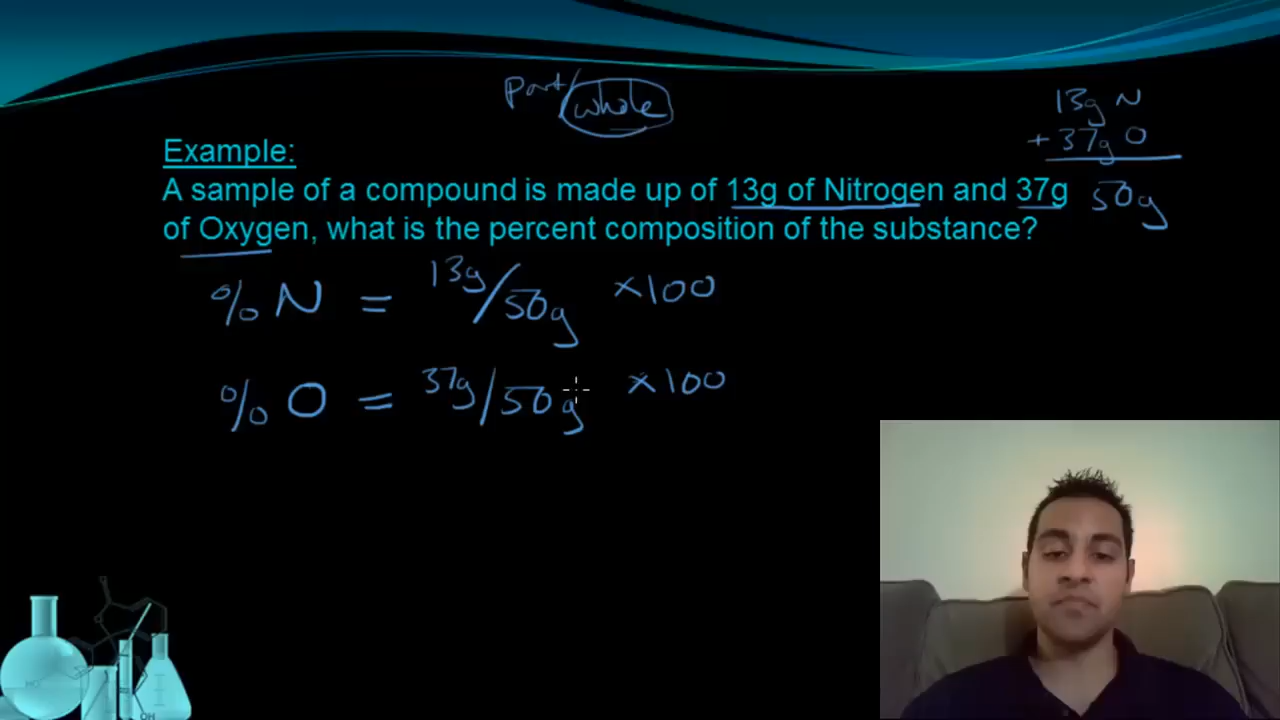 part/whole
13g N
+ 37g O
50g
Example:
A sample of a compound is made up of 13g of Nitrogen and 37g
of Oxygen, what is the percent composition of the substance?
% N = 13g/50g ×100
% O = 37g/50g ×100
OH